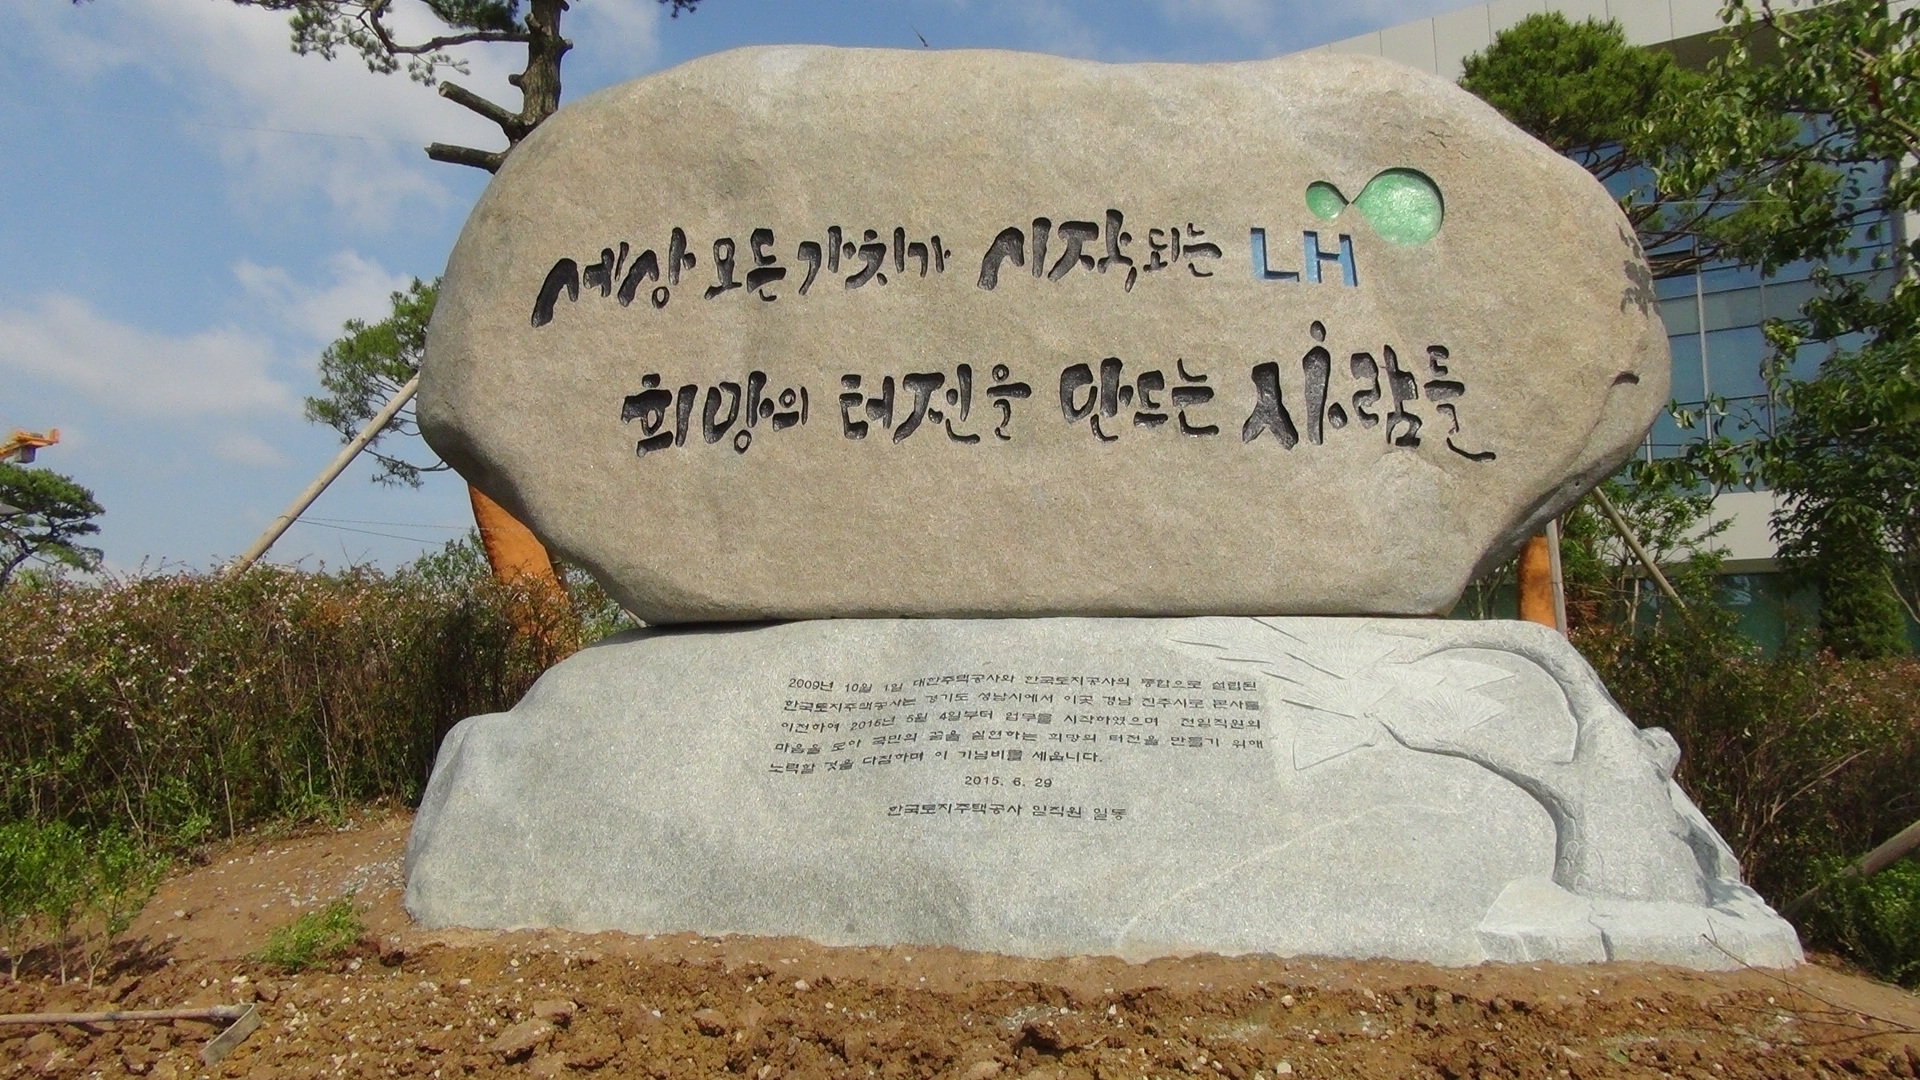 세상 모든 가치가 시작되는 LH
희망의 터전을 만드는 사람들
2009년 10월 1일 대한주택공사와 한국토지공사의 통합으로 설립된
한국토지주택공사는 경기도 성남시에서 이곳 경남 진주시로 본사를
이전하여 2015년 5월 4일부터 업무를 시작하였으며 전임직원의
마음을 모아 국민의 꿈을 실현하는 희망의 터전을 만들기 위해
노력할 것을 다짐하며 이 기념비를 세웁니다.
2015. 6. 29
한국토지주택공사 임직원 일동